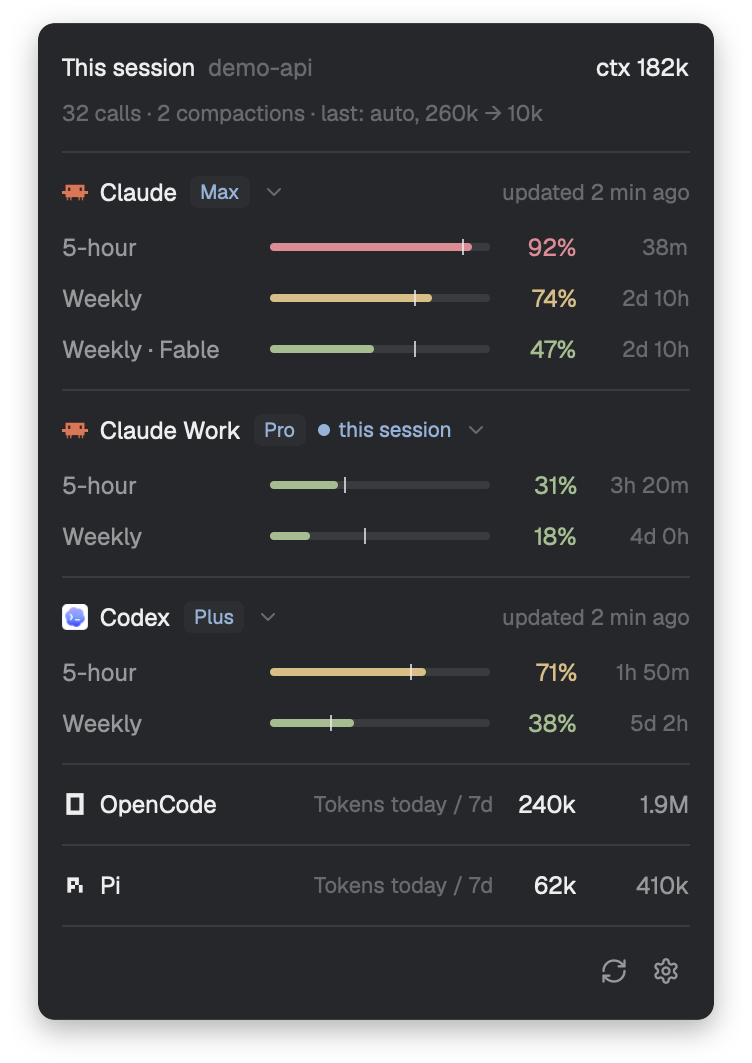 This session demo-api ctx 182k
32 calls · 2 compactions · last: auto, 260k → 10k
Claude Max updated 2 min ago
5-hour 92% 38m
Weekly 74% 2d 10h
Weekly · Fable 47% 2d 10h
Claude Work Pro this session
5-hour 31% 3h 20m
Weekly 18% 4d 0h
Codex Plus updated 2 min ago
5-hour 71% 1h 50m
Weekly 38% 5d 2h
OpenCode Tokens today / 7d 240k 1.9M
Pi Tokens today / 7d 62k 410k